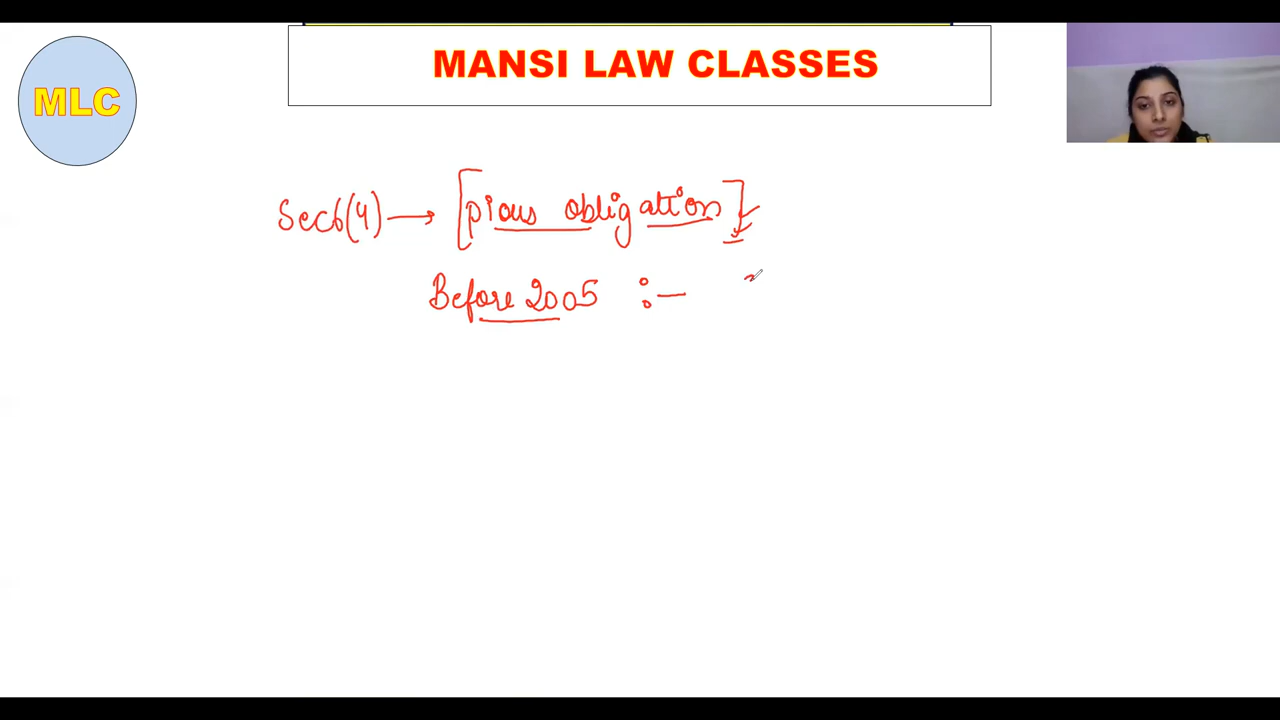 MANSI LAW CLASSES
MLC
Sec6(4) → [pious obligation]
Before 2005 :-